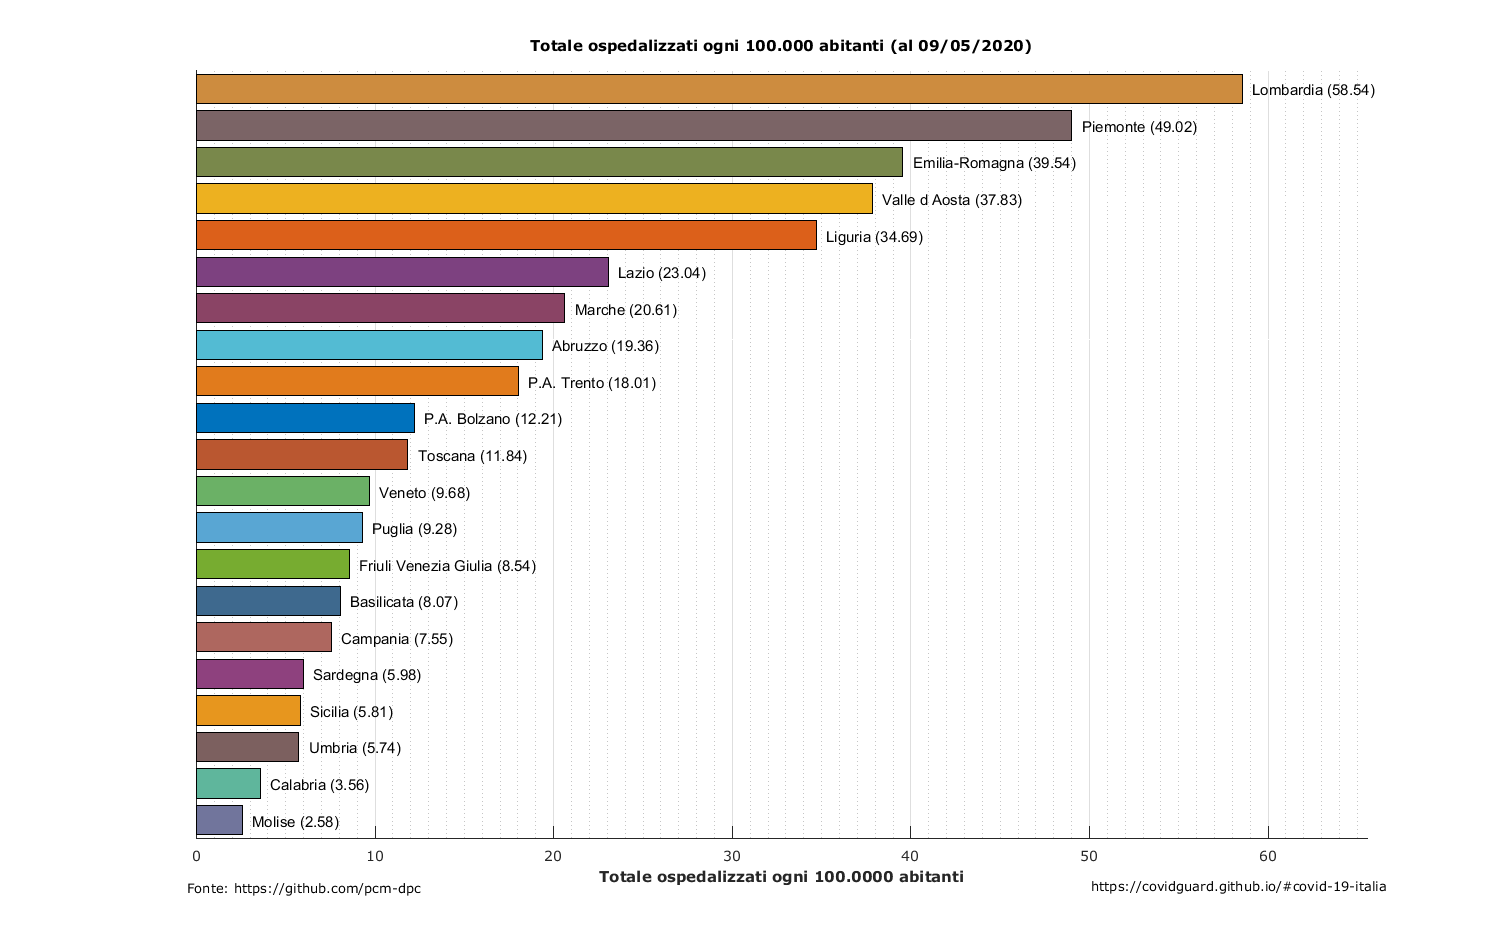 Totale ospedalizzati ogni 100.000 abitanti (al 09/05/2020)
Lombardia (58.54)
Piemonte (49.02)
Emilia-Romagna (39.54)
Valle d Aosta (37.83)
Liguria (34.69)
Lazio (23.04)
Marche (20.61)
Abruzzo (19.36)
P.A. Trento (18.01)
P.A. Bolzano (12.21)
Toscana (11.84)
Veneto (9.68)
Puglia (9.28)
Friuli Venezia Giulia (8.54)
Basilicata (8.07)
Campania (7.55)
Sardegna (5.98)
Sicilia (5.81)
Umbria (5.74)
Calabria (3.56)
Molise (2.58)
0 10 20 30 40 50 60
Totale ospedalizzati ogni 100.0000 abitanti
Fonte: https://github.com/pcm-dpc
https://covidguard.github.io/#covid-19-italia